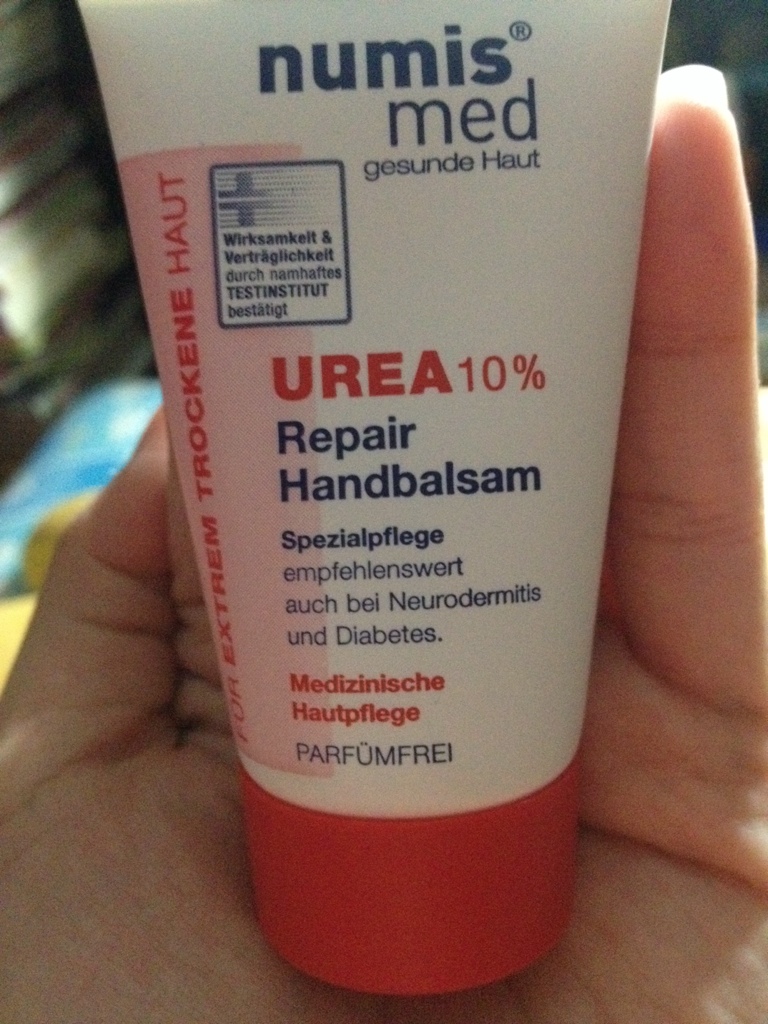 numis®
med
gesunde Haut
Wirksamkeit &
Verträglichkeit
durch namhaftes
TESTINSTITUT
bestätigt
FÜR EXTREM TROCKENE HAUT
UREA 10%
Repair
Handbalsam
Spezialpflege
empfehlenswert
auch bei Neurodermitis
und Diabetes.
Medizinische
Hautpflege
PARFÜMFREI